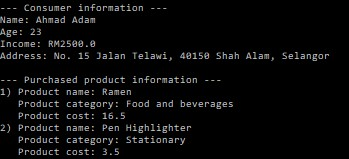 --- Consumer information ---
Name: Ahmad Adam
Age: 23
Income: RM2500.0
Address: No. 15 Jalan Telawi, 40150 Shah Alam, Selangor
--- Purchased product information ---
1) Product name: Ramen
Product category: Food and beverages
Product cost: 16.5
2) Product name: Pen Highlighter
Product category: Stationary
Product cost: 3.5